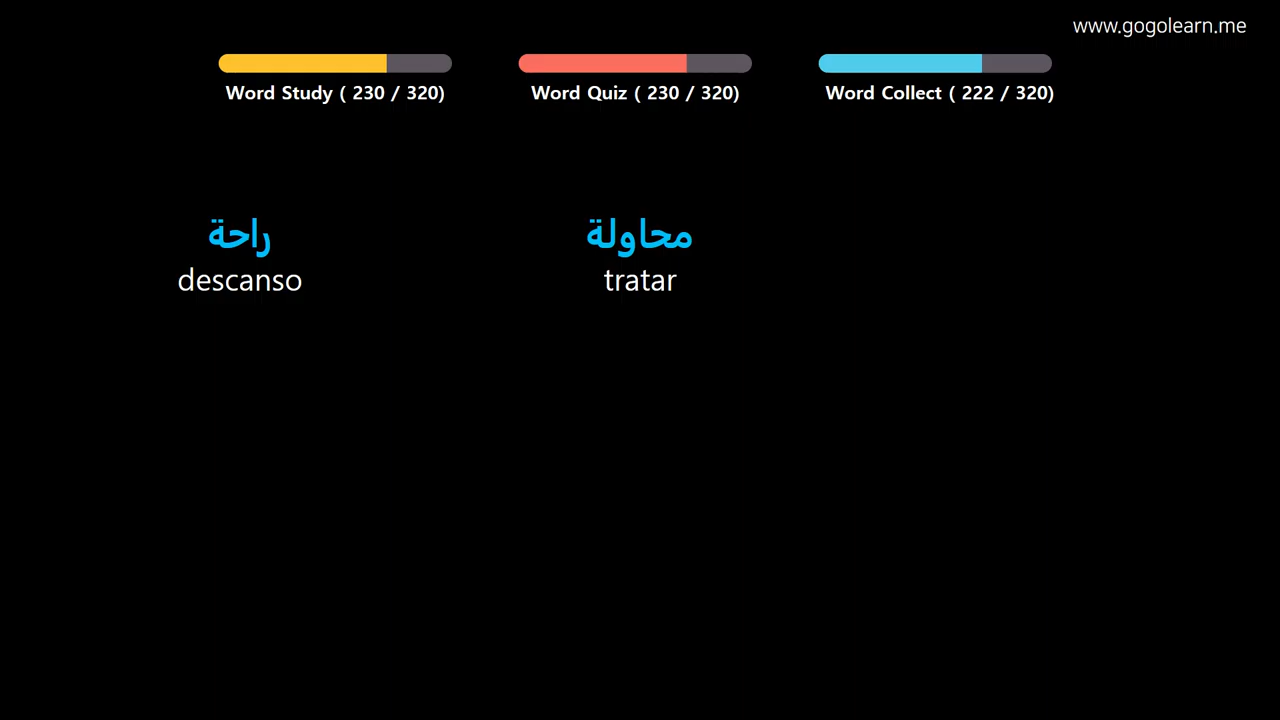 www.gogolearn.me
Word Study ( 230 / 320)
Word Quiz ( 230 / 320)
Word Collect ( 222 / 320)
راحة
descanso
محاولة
tratar